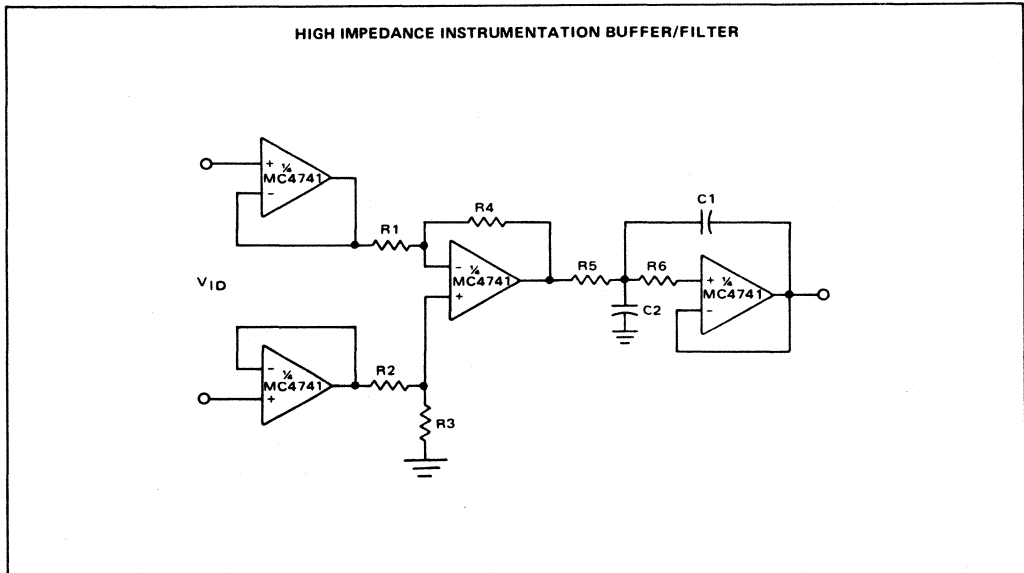 HIGH IMPEDANCE INSTRUMENTATION BUFFER/FILTER
+
¼
MC4741
-
R1
R4
-
¼
MC4741
+
VID
-
¼
MC4741
+
R2
R3
R5
R6
C1
C2
+
¼
MC4741
-